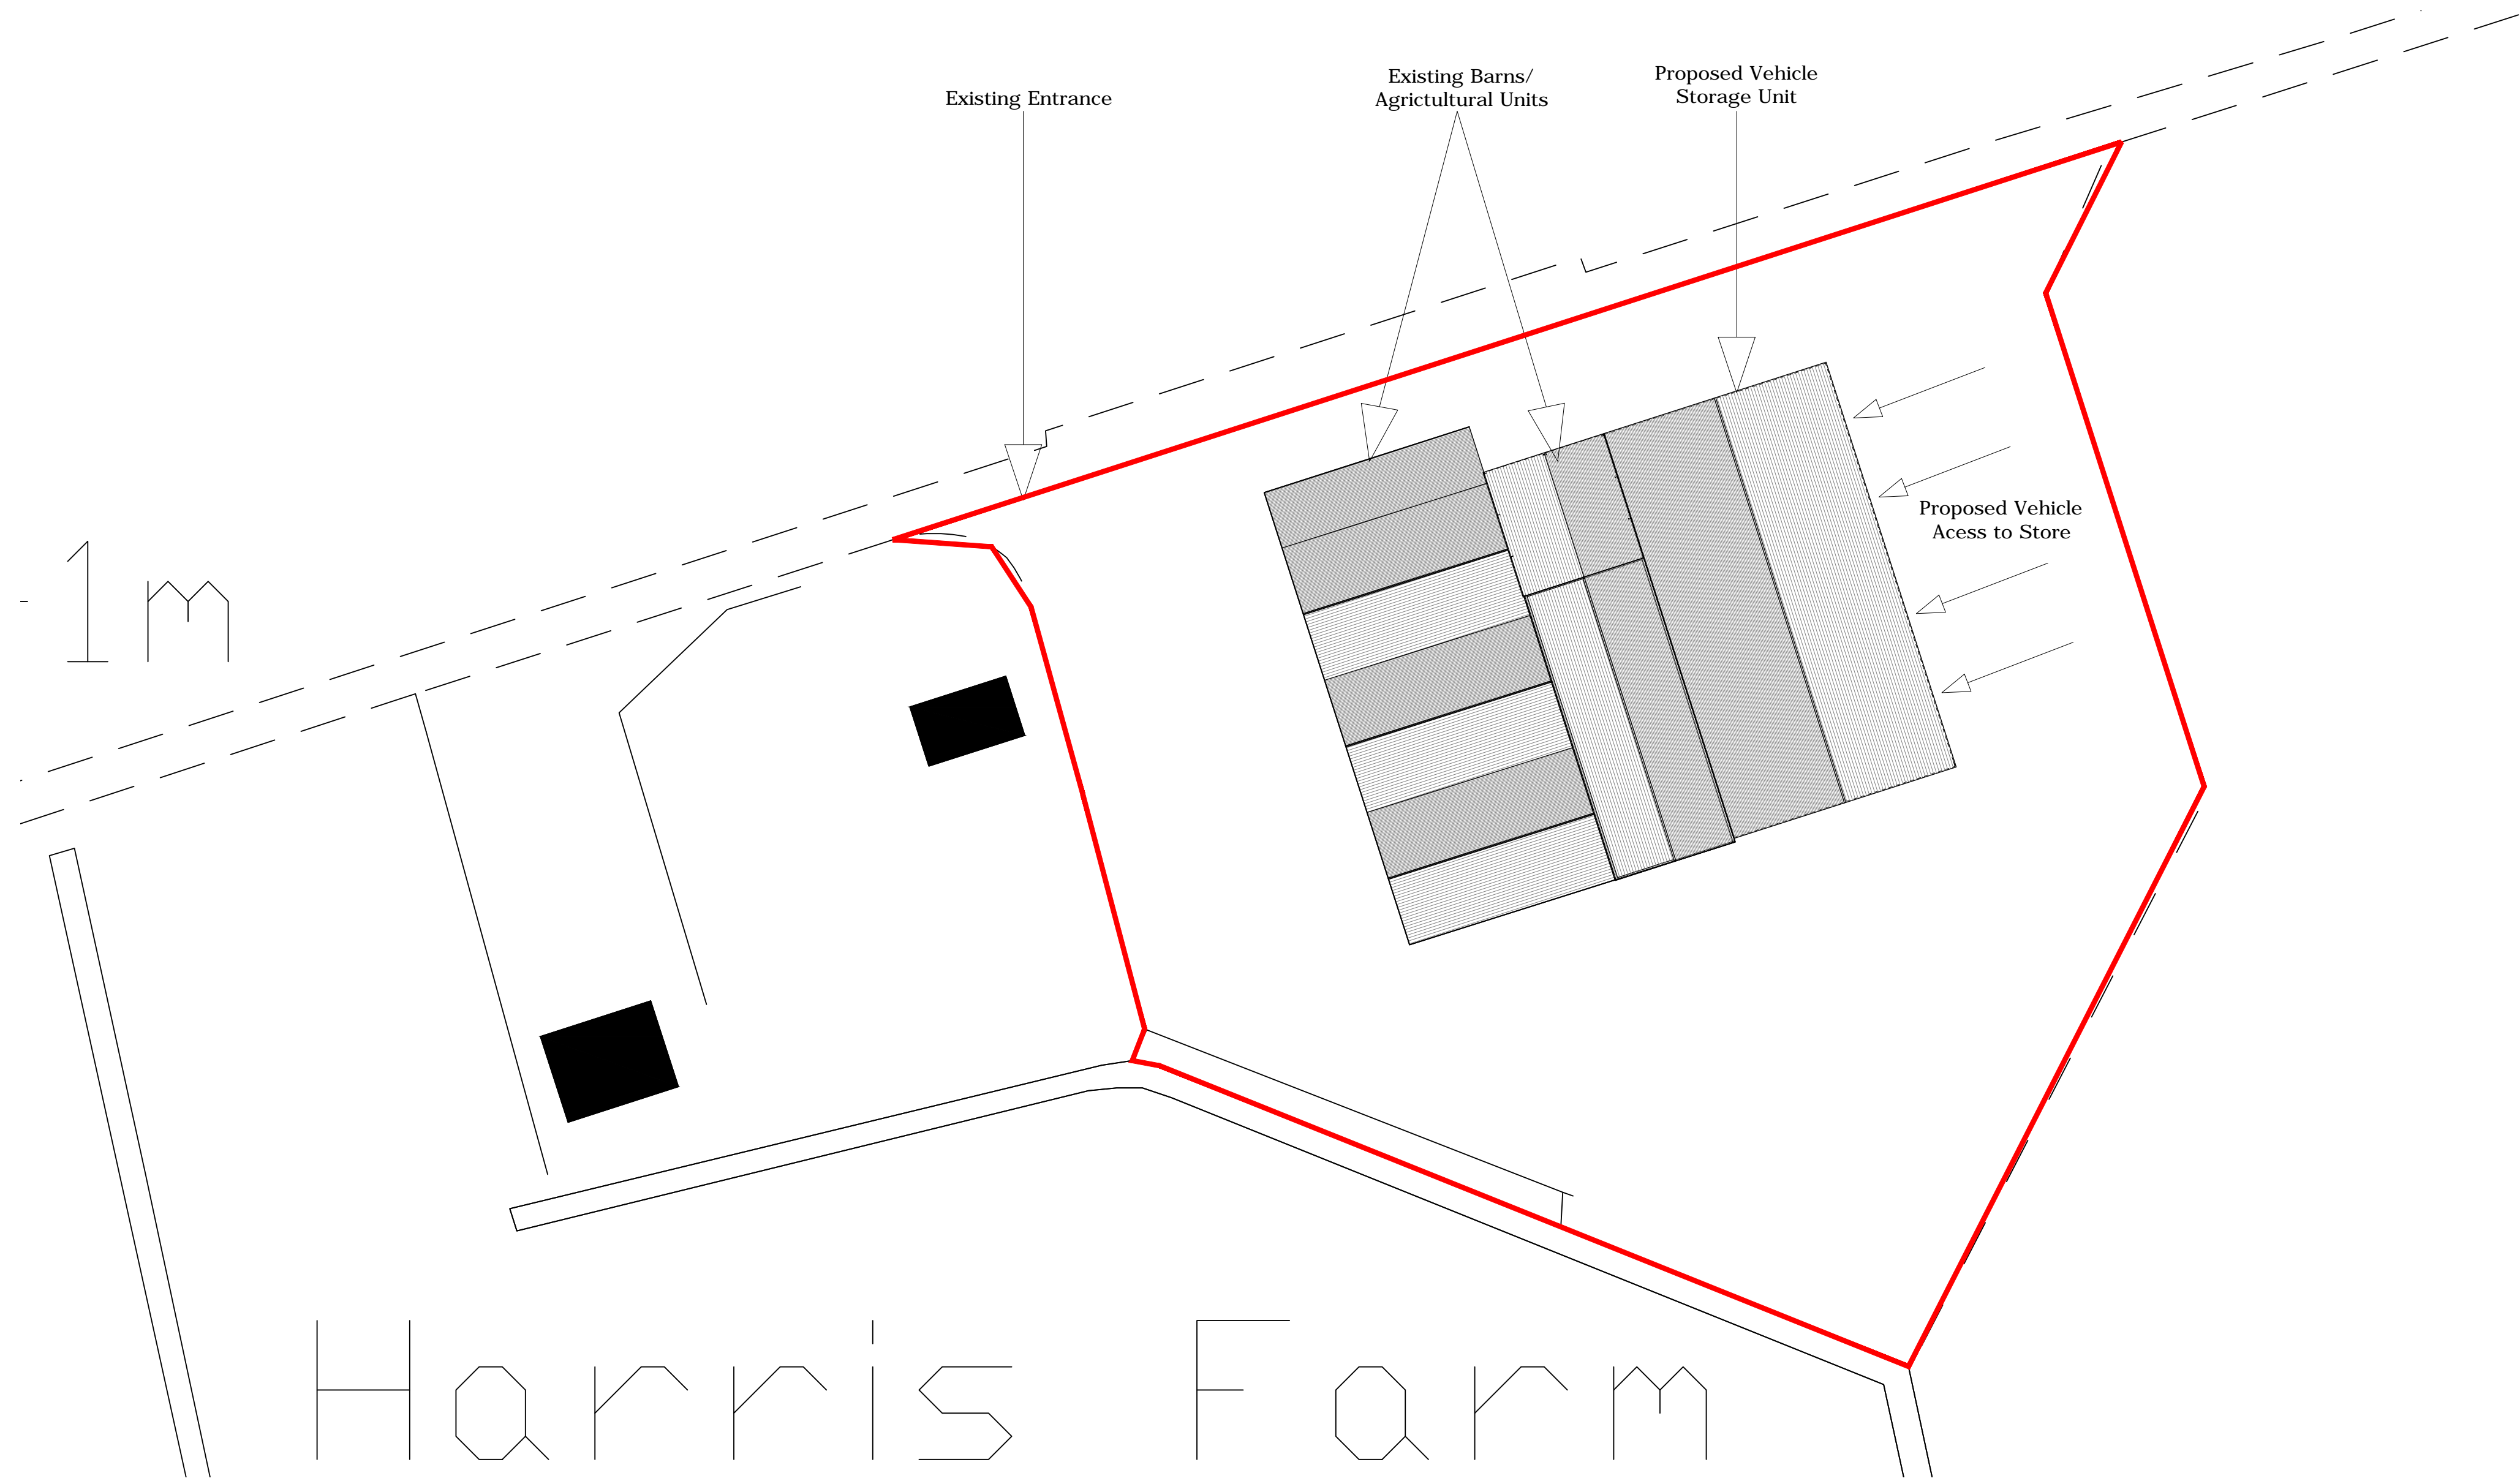 Existing Entrance
Existing Barns/
Agrictultural Units
Proposed Vehicle
Storage Unit
Proposed Vehicle
Acess to Store
- 1m
Harris Farm